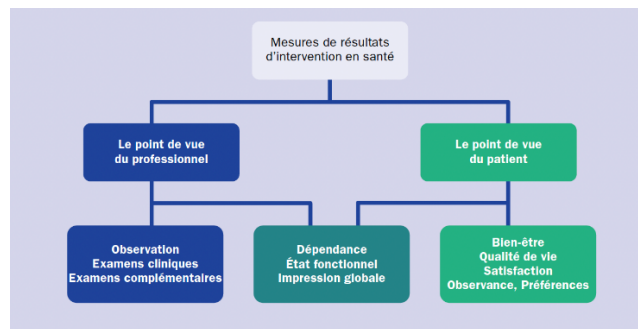 Mesures de résultats
d'intervention en santé
Le point de vue
du professionnel
Le point de vue
du patient
Observation
Examens cliniques
Examens complémentaires
Dépendance
État fonctionnel
Impression globale
Bien-être
Qualité de vie
Satisfaction
Observance, Préférences